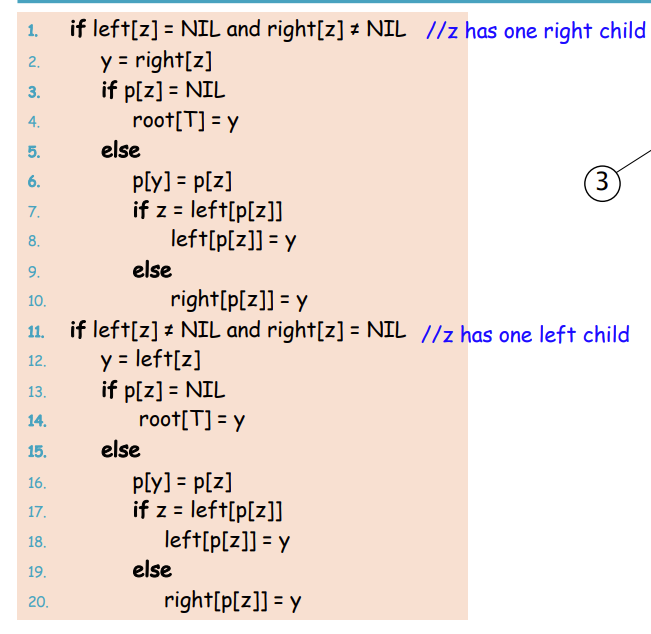 1. if left[z] = NIL and right[z] ≠ NIL //z has one right child
2. y = right[z]
3. if p[z] = NIL
4. root[T] = y
5. else
6. p[y] = p[z]
7. if z = left[p[z]]
8. left[p[z]] = y
9. else
10. right[p[z]] = y
11. if left[z] ≠ NIL and right[z] = NIL //z has one left child
12. y = left[z]
13. if p[z] = NIL
14. root[T] = y
15. else
16. p[y] = p[z]
17. if z = left[p[z]]
18. left[p[z]] = y
19. else
20. right[p[z]] = y
3